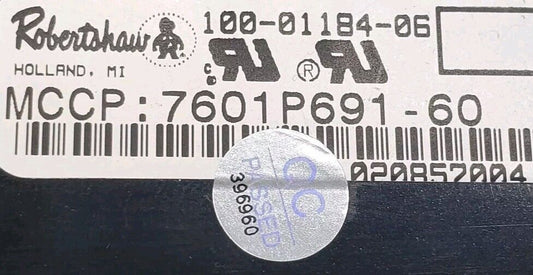 Robertshaw
100-01184-06
HOLLAND, MI
MCCP:7601P691-60
020857004
QC
PASSED
396960